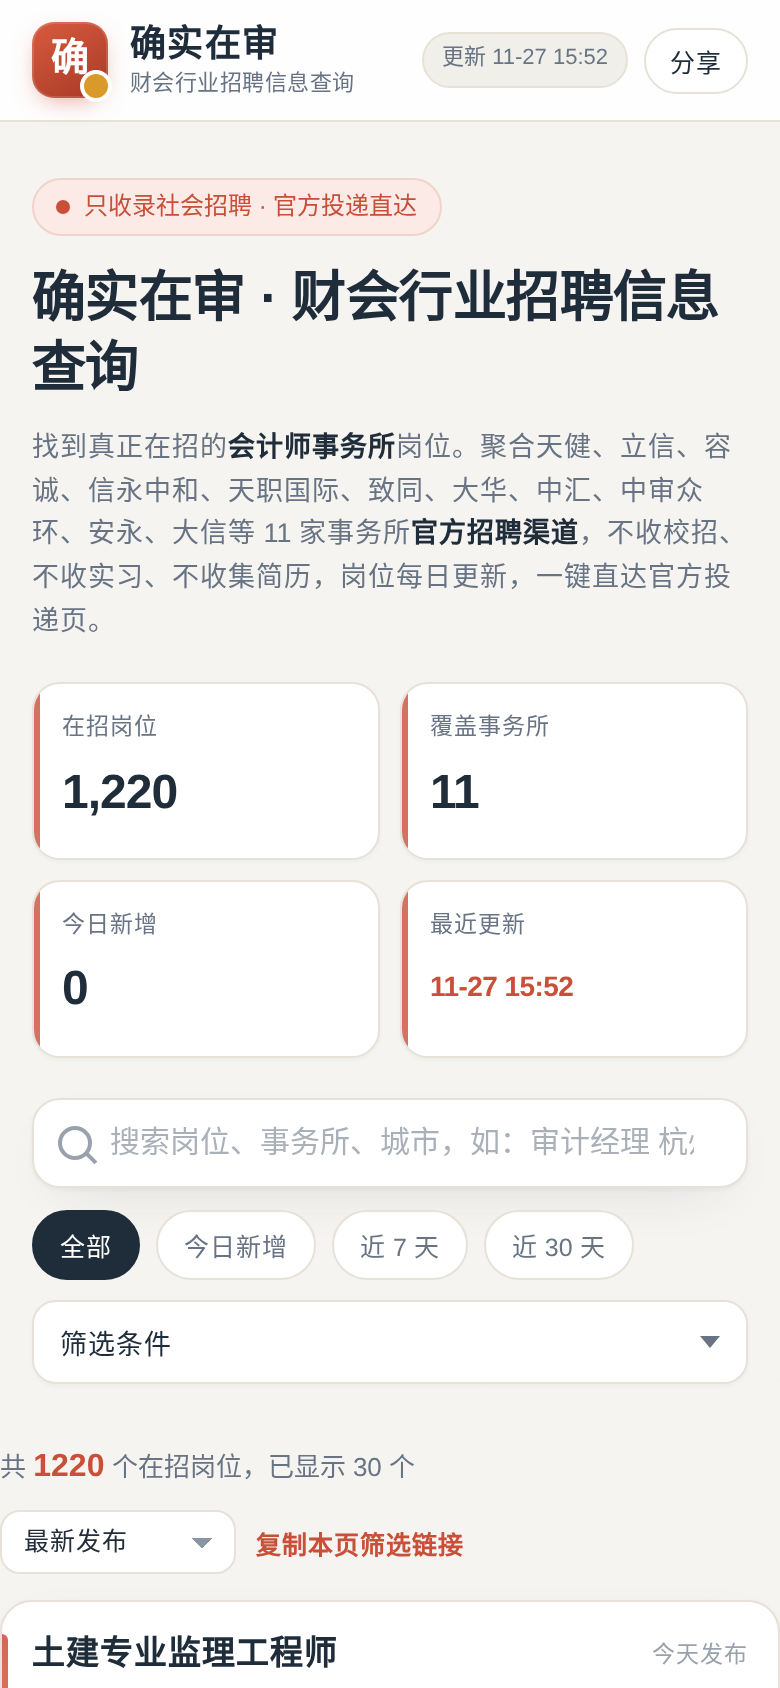 确
确实在审
财会行业招聘信息查询
更新 11-27 15:52
分享
只收录社会招聘 · 官方投递直达
确实在审 · 财会行业招聘信息
查询
找到真正在招的会计师事务所岗位。聚合天健、立信、容
诚、信永中和、天职国际、致同、大华、中汇、中审众
环、安永、大信等 11 家事务所官方招聘渠道，不收校招、
不收实习、不收集简历，岗位每日更新，一键直达官方投
递页。
在招岗位
1,220
覆盖事务所
11
今日新增
0
最近更新
11-27 15:52
搜索岗位、事务所、城市，如：审计经理 杭
全部
今日新增
近 7 天
近 30 天
筛选条件
共 1220 个在招岗位，已显示 30 个
最新发布
复制本页筛选链接
土建专业监理工程师
今天发布